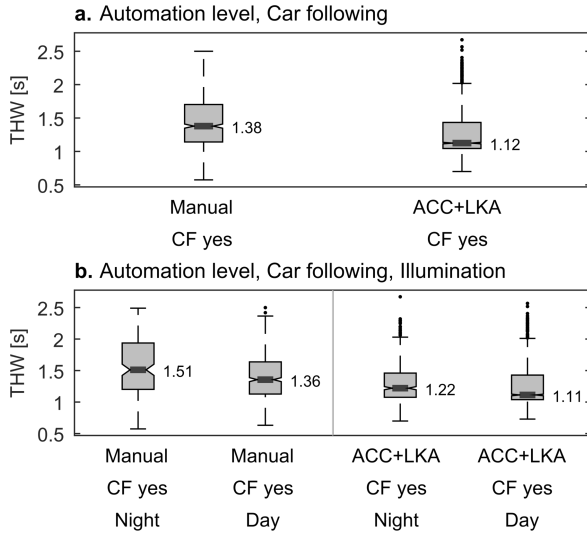 a. Automation level, Car following
THW [s]
2.5
2
1.5
1
0.5
1.38
1.12
Manual ACC+LKA
CF yes CF yes
b. Automation level, Car following, Illumination
THW [s]
2.5
2
1.5
1
0.5
1.51
1.36
1.22
1.11
Manual Manual ACC+LKA ACC+LKA
CF yes CF yes CF yes CF yes
Night Day Night Day